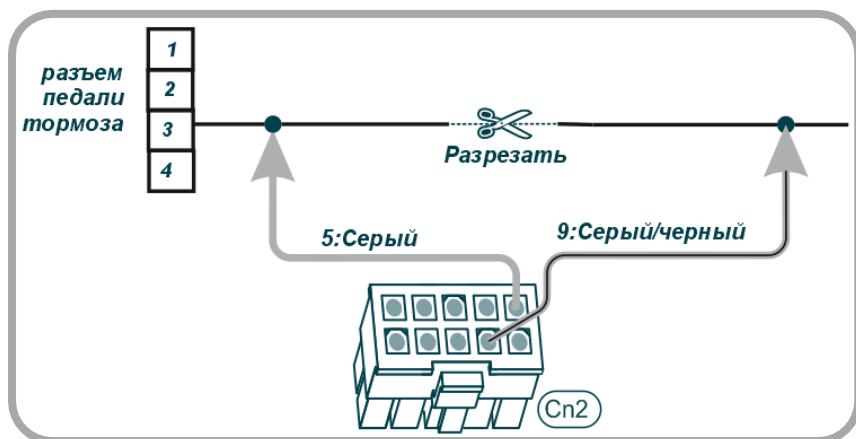 разъем
педали
тормоза
1
2
3
4
Разрезать
5:Серый
9:Серый/черный
Cn2